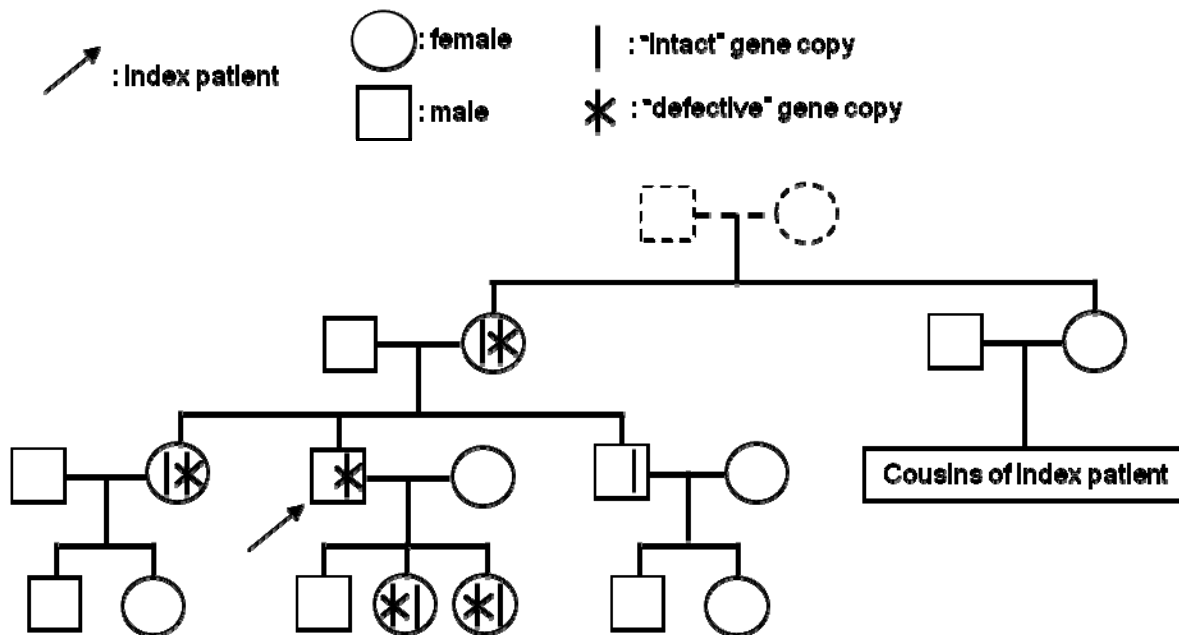 : Index patient
: female
: male
: "Intact" gene copy
: "defective" gene copy
Cousins of index patient